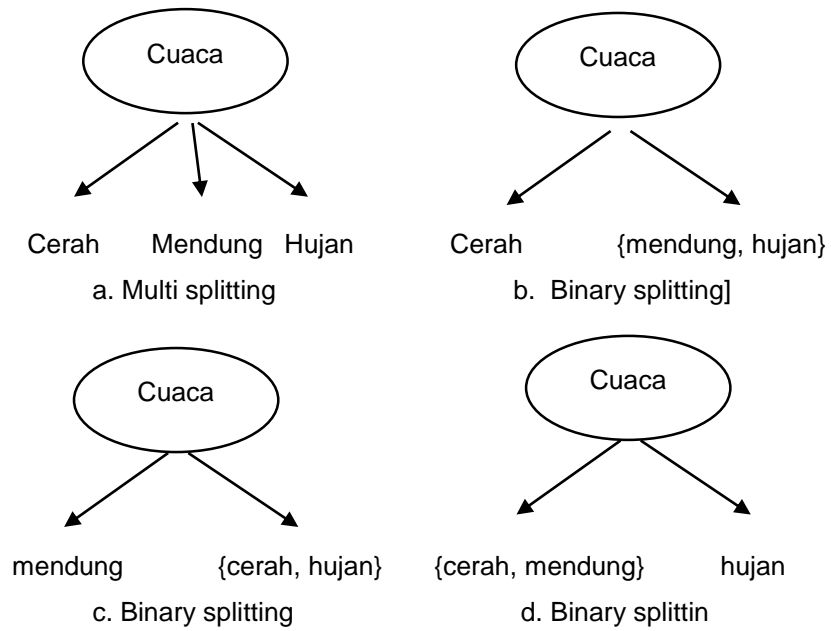 Cuaca
Cerah Mendung Hujan
a. Multi splitting
Cuaca
Cerah {mendung, hujan}
b. Binary splitting]
Cuaca
mendung {cerah, hujan}
c. Binary splitting
Cuaca
{cerah, mendung} hujan
d. Binary splittin